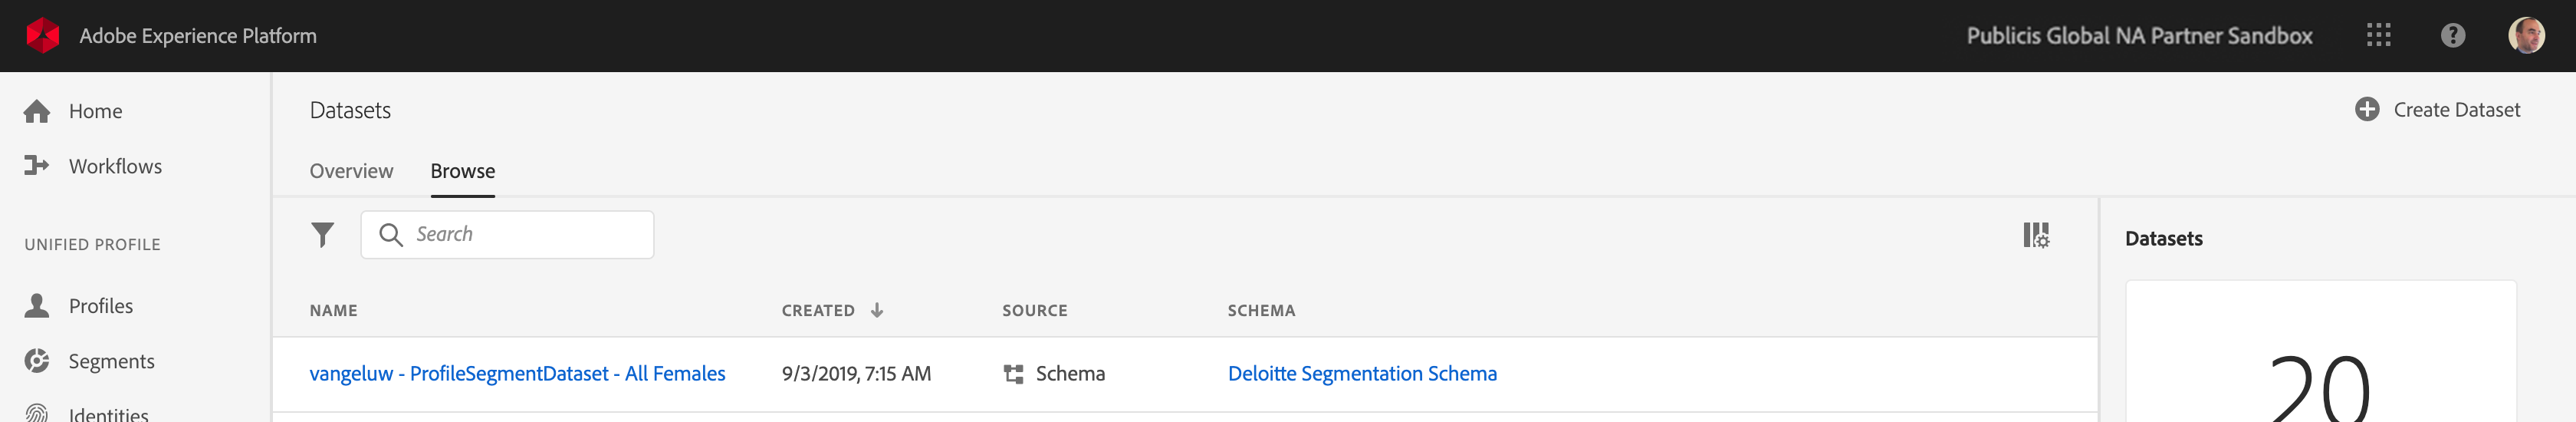 Adobe Experience Platform
Publicis Global NA Partner Sandbox
Home
Workflows
UNIFIED PROFILE
Profiles
Segments
Identities
Datasets
Create Dataset
Overview
Browse
Search
NAME CREATED SOURCE SCHEMA
vangeluw - ProfileSegmentDataset - All Females 9/3/2019, 7:15 AM Schema Deloitte Segmentation Schema
Datasets
20